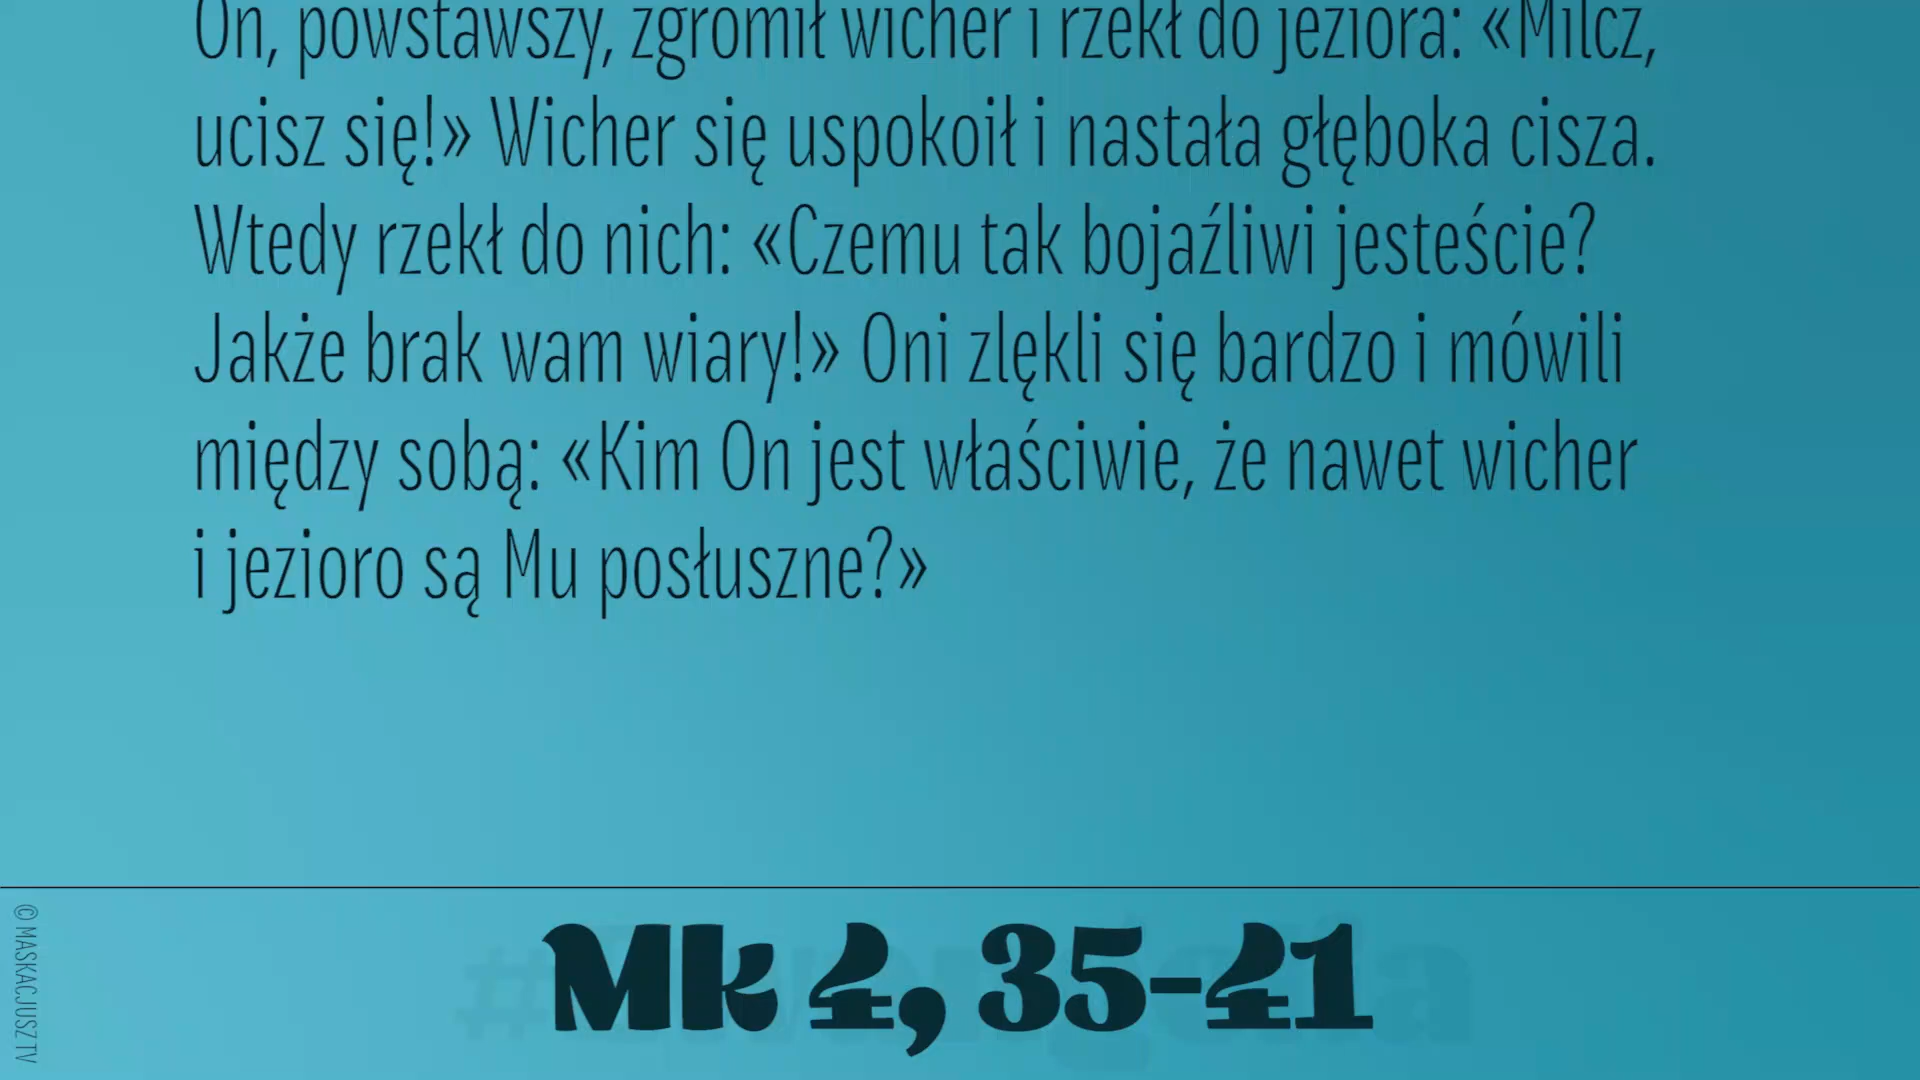 On, powstawszy, zgromił wicher i rzekł do jeziora: «Milcz,
ucisz się!» Wicher się uspokoił i nastała głęboka cisza.
Wtedy rzekł do nich: «Czemu tak bojaźliwi jesteście?
Jakże brak wam wiary!» Oni zlękli się bardzo i mówili
między sobą: «Kim On jest właściwie, że nawet wicher
i jezioro są Mu posłuszne?»
Mk 4, 35-41
© MASKACJUSZ TV